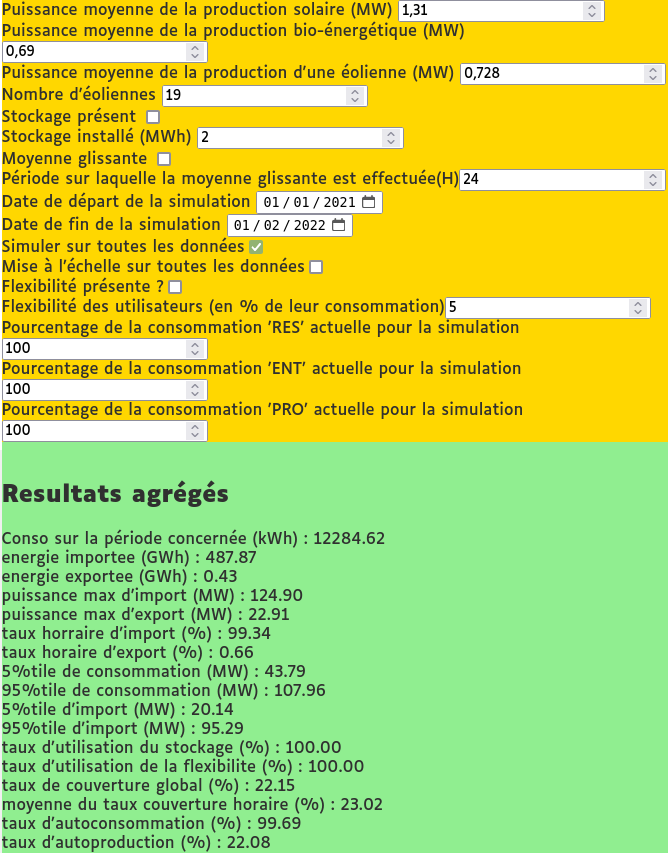 Puissance moyenne de la production solaire (MW) 1,31
Puissance moyenne de la production bio-énergétique (MW)
0,69
Puissance moyenne de la production d'une éolienne (MW) 0,728
Nombre d'éoliennes 19
Stockage présent
Stockage installé (MWh) 2
Moyenne glissante
Période sur laquelle la moyenne glissante est effectuée(H) 24
Date de départ de la simulation 01/01/2021
Date de fin de la simulation 01/02/2022
Simuler sur toutes les données
Mise à l'échelle sur toutes les données
Flexibilité présente ?
Flexibilité des utilisateurs (en % de leur consommation) 5
Pourcentage de la consommation 'RES' actuelle pour la simulation
100
Pourcentage de la consommation 'ENT' actuelle pour la simulation
100
Pourcentage de la consommation 'PRO' actuelle pour la simulation
100
Resultats agrégés
Conso sur la période concernée (kWh) : 12284.62
energie importee (GWh) : 487.87
energie exportee (GWh) : 0.43
puissance max d'import (MW) : 124.90
puissance max d'export (MW) : 22.91
taux horraire d'import (%) : 99.34
taux horaire d'export (%) : 0.66
5%tile de consommation (MW) : 43.79
95%tile de consommation (MW) : 107.96
5%tile d'import (MW) : 20.14
95%tile d'import (MW) : 95.29
taux d'utilisation du stockage (%) : 100.00
taux d'utilisation de la flexibilite (%) : 100.00
taux de couverture global (%) : 22.15
moyenne du taux couverture horaire (%) : 23.02
taux d'autoconsommation (%) : 99.69
taux d'autoproduction (%) : 22.08